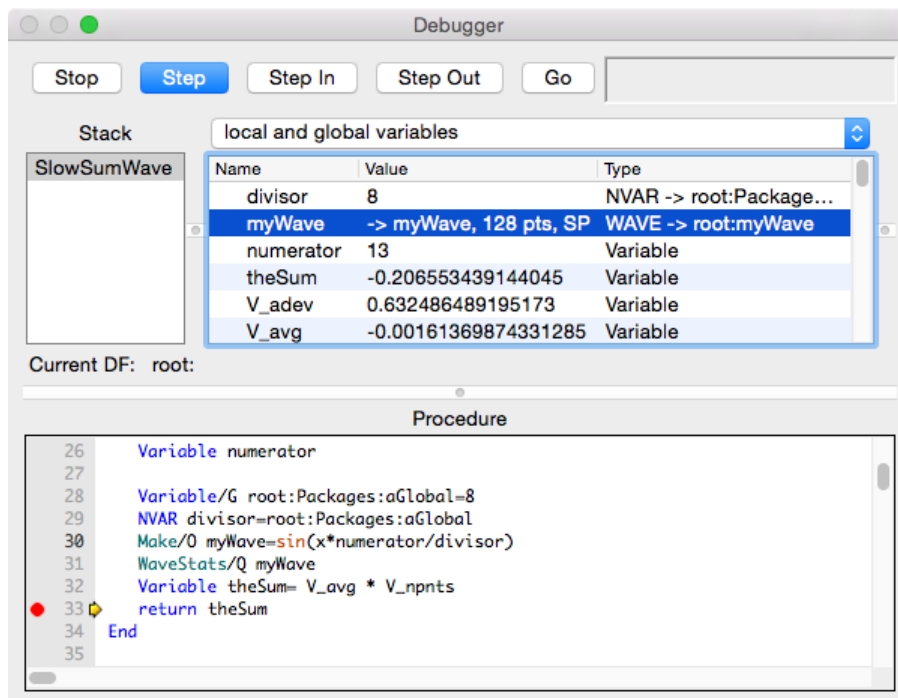 Debugger
Stop Step Step In Step Out Go
Stack local and global variables
SlowSumWave
Name Value Type
divisor 8 NVAR -> root:Package...
myWave -> myWave, 128 pts, SP WAVE -> root:myWave
numerator 13 Variable
theSum -0.206553439144045 Variable
V_adev 0.632486489195173 Variable
V_avg -0.00161369874331285 Variable
Current DF: root:
Procedure
26 Variable numerator
27
28 Variable/G root:Packages:aGlobal=8
29 NVAR divisor=root:Packages:aGlobal
30 Make/O myWave=sin(x*numerator/divisor)
31 WaveStats/Q myWave
32 Variable theSum= V_avg * V_npnts
33 return theSum
34 End
35